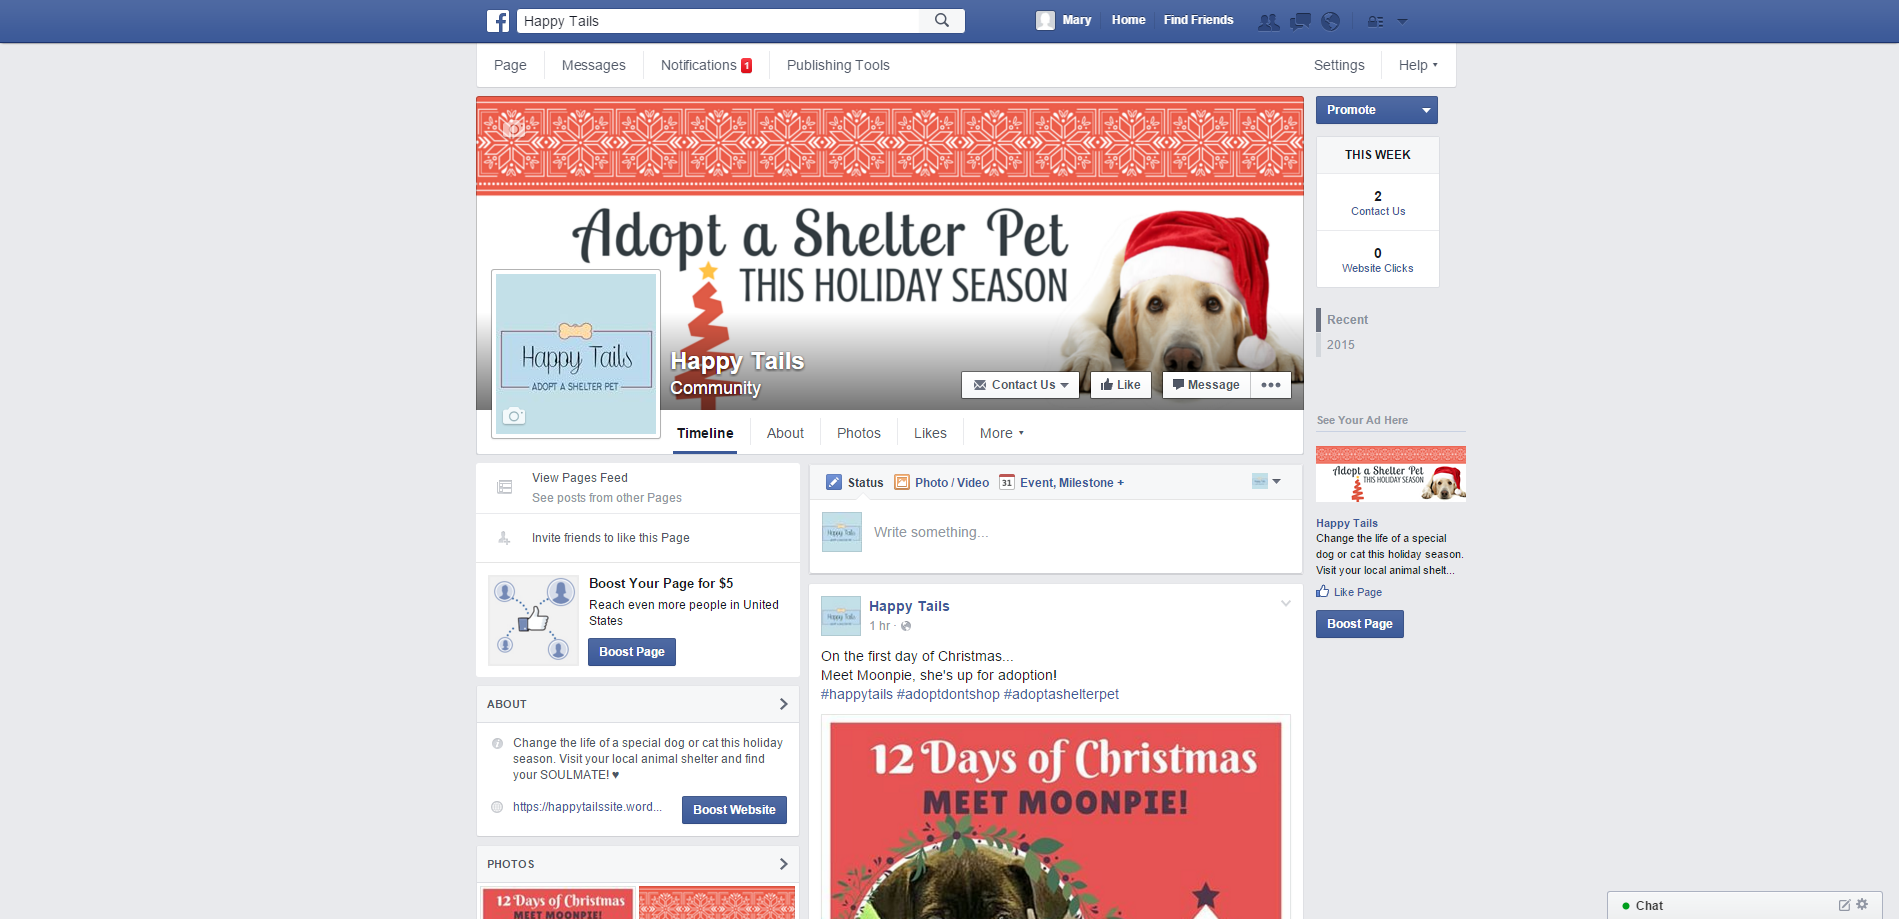 Happy Tails
Mary
Home
Find Friends
Page
Messages
Notifications 1
Publishing Tools
Settings
Help
Adopt a Shelter Pet
THIS HOLIDAY SEASON
Happy Tails
ADOPT A SHELTER PET
Happy Tails
Community
Contact Us
Like
Message
Timeline
About
Photos
Likes
More
Promote
THIS WEEK
2
Contact Us
0
Website Clicks
Recent
2015
See Your Ad Here
Adopt a Shelter Pet
THIS HOLIDAY SEASON
Happy Tails
Change the life of a special
dog or cat this holiday season.
Visit your local animal shelt...
Like Page
Boost Page
View Pages Feed
See posts from other Pages
Invite friends to like this Page
Boost Your Page for $5
Reach even more people in United
States
Boost Page
ABOUT
Change the life of a special dog or cat this holiday
season. Visit your local animal shelter and find
your SOULMATE! ♥
https://happytailssite.word...
Boost Website
PHOTOS
12 Days of Christmas
MEET MOONPIE!
Status
Photo / Video
31
Event, Milestone +
Happy Tails
Write something...
Happy Tails
Happy Tails
1 hr ·
On the first day of Christmas...
Meet Moonpie, she's up for adoption!
#happytails #adoptdontshop #adoptashelterpet
12 Days of Christmas
MEET MOONPIE!
Chat